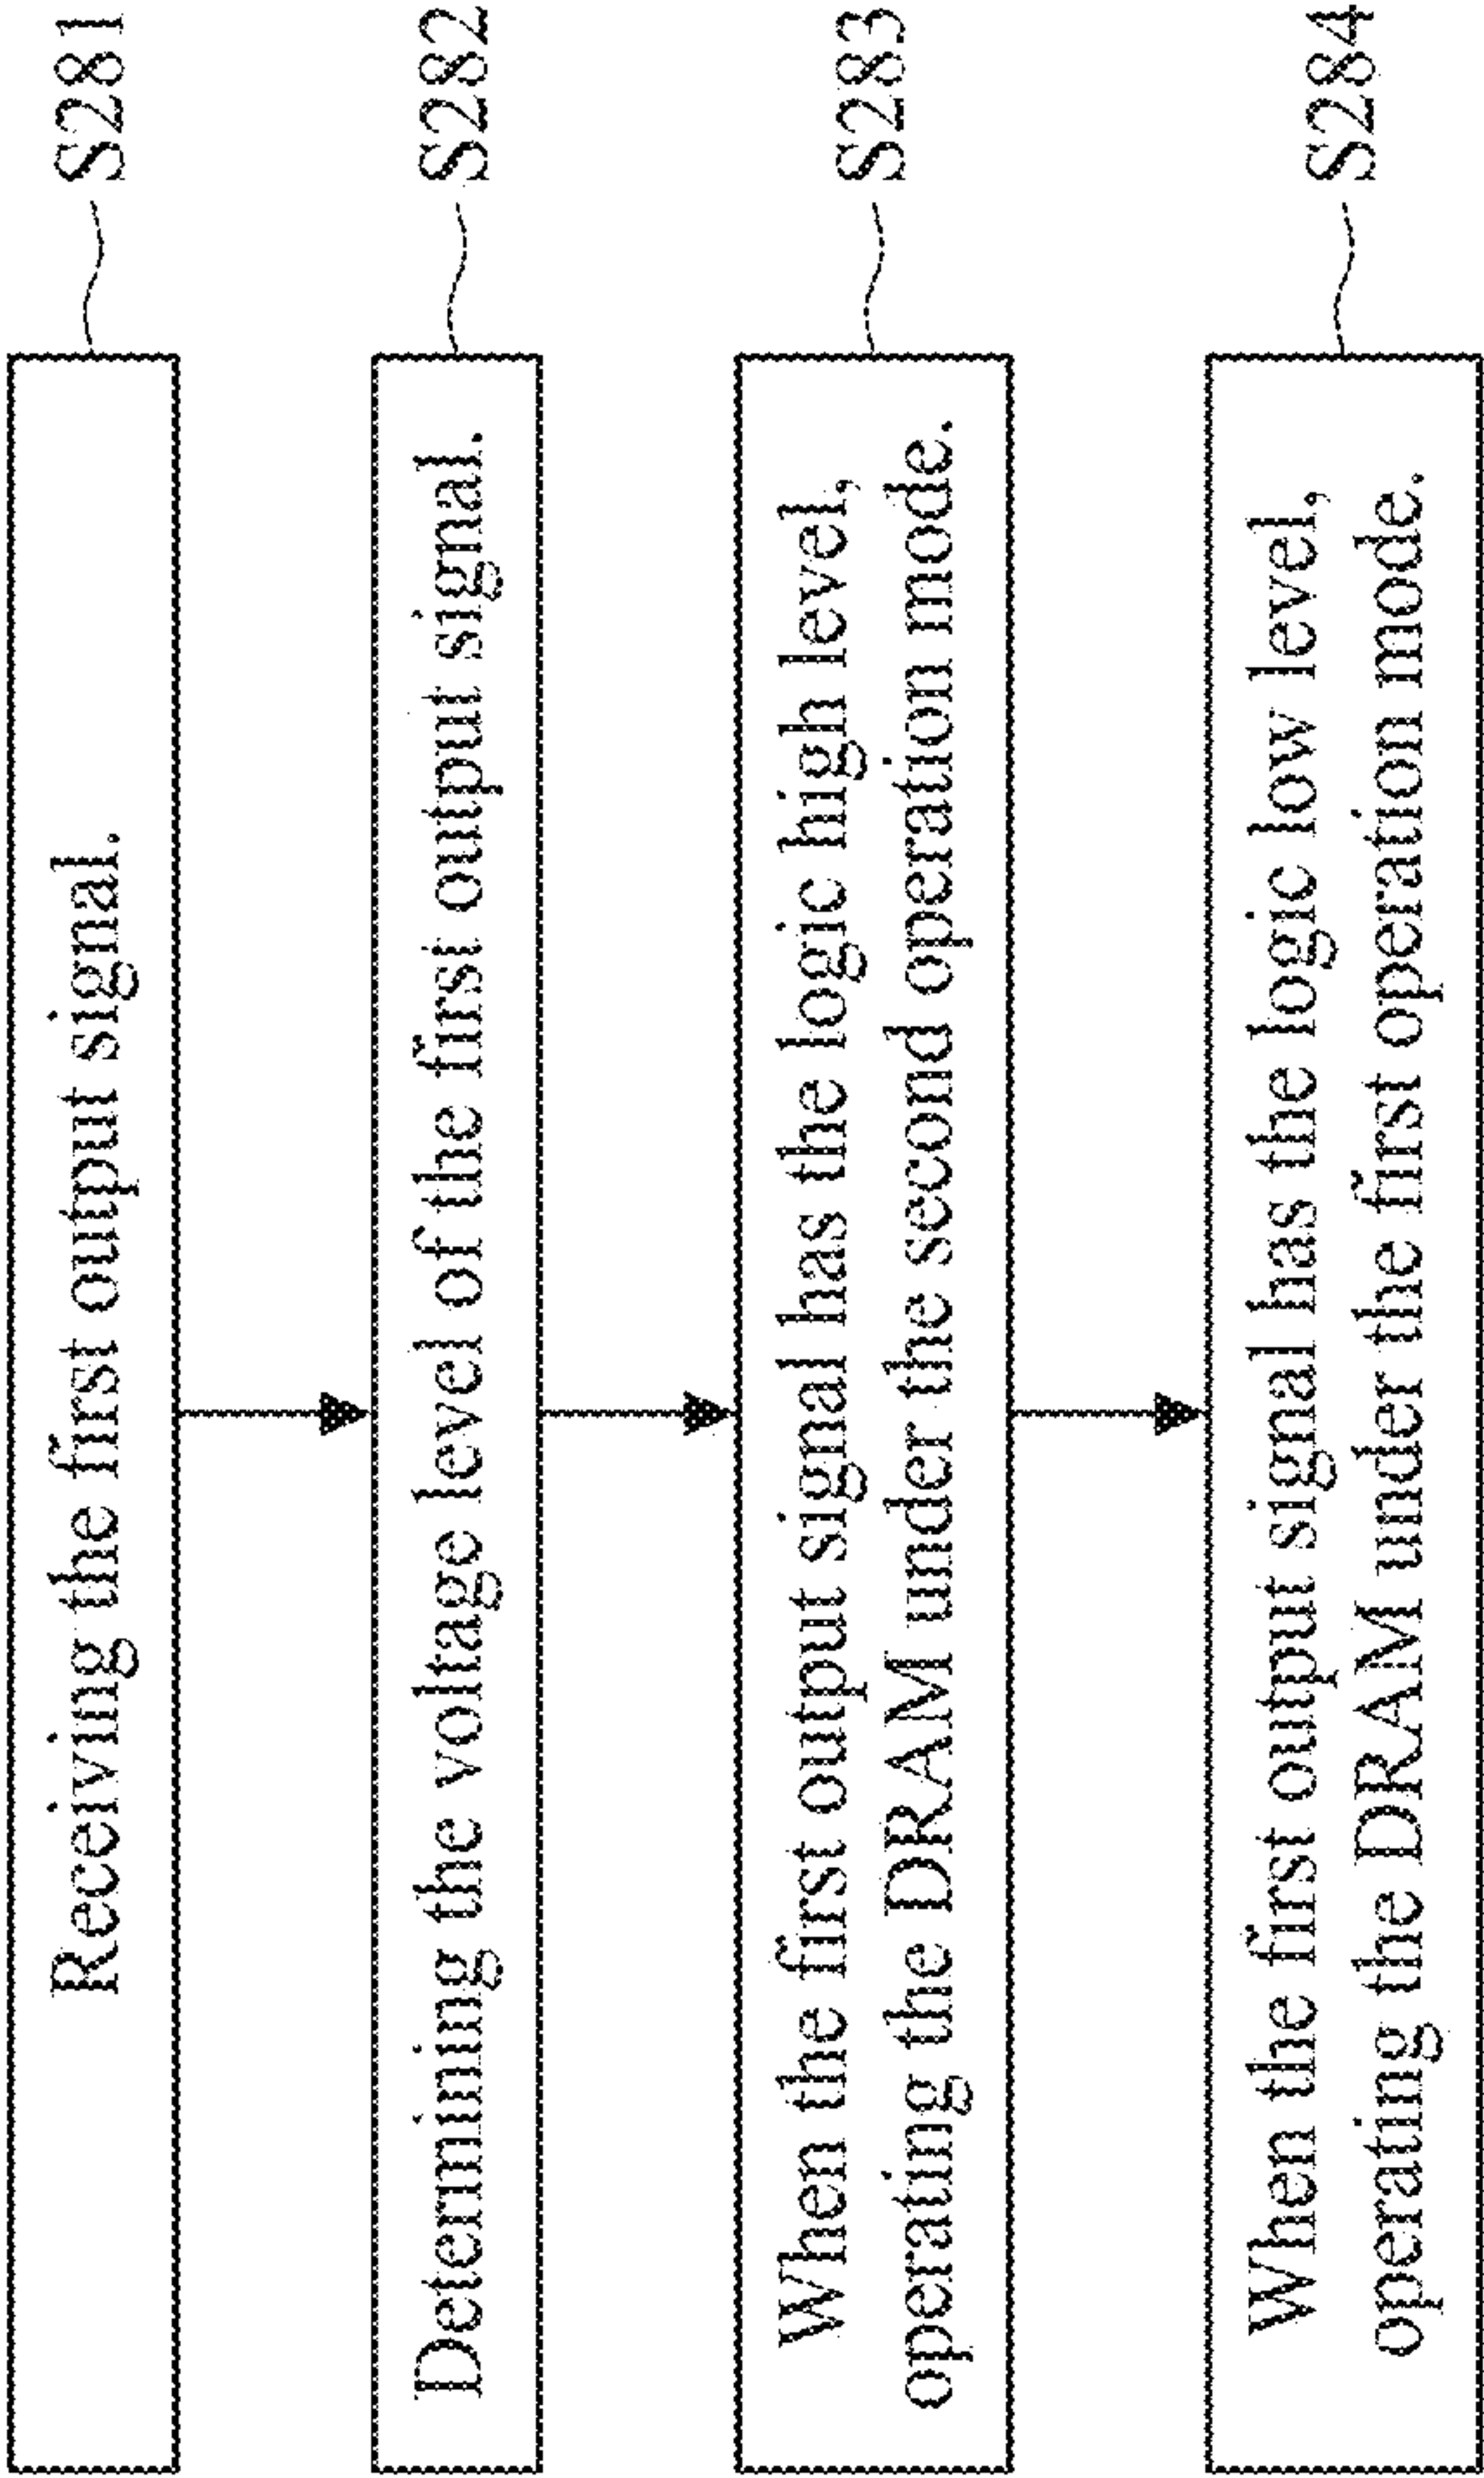 Receiving the first output signal.
S281
Determining the voltage level of the first output signal.
S282
When the first output signal has the logic high level,
operating the DRAM under the second operation mode.
S283
When the first output signal has the logic low level,
operating the DRAM under the first operation mode.
S284